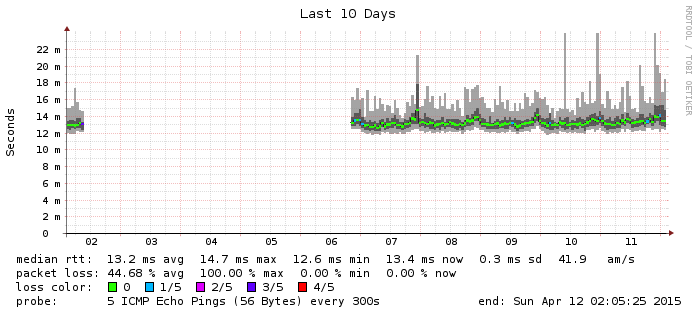 Last 10 Days
RRDTOOL / TOBI OETIKER
Seconds
22 m
20 m
18 m
16 m
14 m
12 m
10 m
8 m
6 m
4 m
2 m
0
02 03 04 05 06 07 08 09 10 11
median rtt: 13.2 ms avg 14.7 ms max 12.6 ms min 13.4 ms now 0.3 ms sd 41.9 am/s
packet loss: 44.68 % avg 100.00 % max 0.00 % min 0.00 % now
loss color: 0 1/5 2/5 3/5 4/5
probe: 5 ICMP Echo Pings (56 Bytes) every 300s end: Sun Apr 12 02:05:25 2015